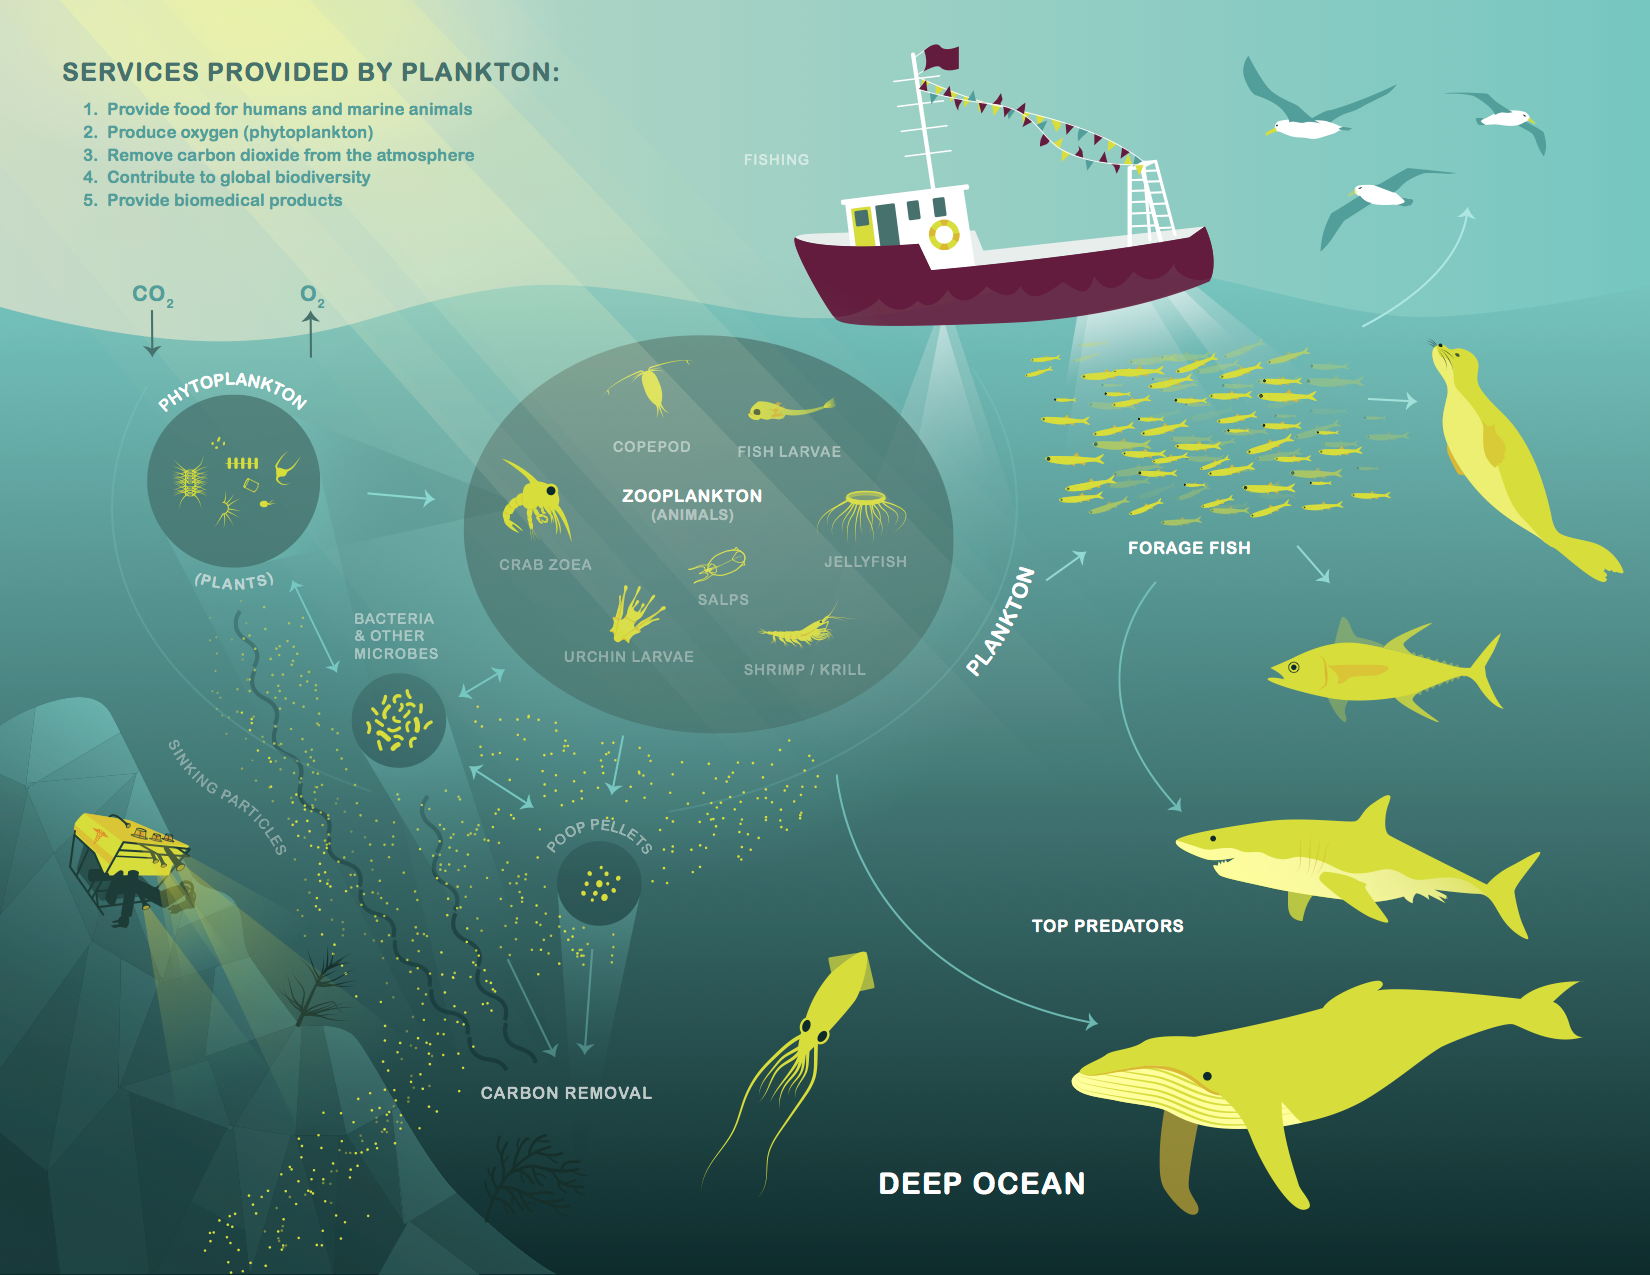 SERVICES PROVIDED BY PLANKTON:
1. Provide food for humans and marine animals
2. Produce oxygen (phytoplankton)
3. Remove carbon dioxide from the atmosphere
4. Contribute to global biodiversity
5. Provide biomedical products
FISHING
CO2
O2
PHYTOPLANKTON
(PLANTS)
COPEPOD
FISH LARVAE
ZOOPLANKTON
(ANIMALS)
CRAB ZOEA
JELLYFISH
SALPS
URCHIN LARVAE
SHRIMP / KRILL
PLANKTON
FORAGE FISH
BACTERIA
& OTHER
MICROBES
SINKING PARTICLES
POOP PELLETS
TOP PREDATORS
CARBON REMOVAL
DEEP OCEAN